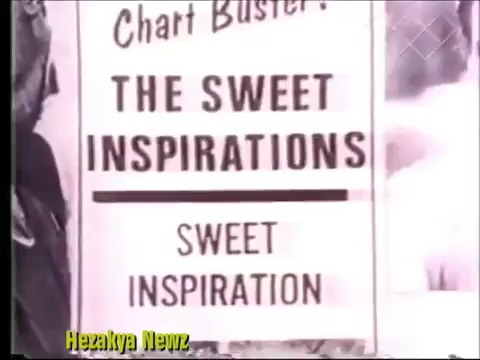 Chart Buster!
THE SWEET
INSPIRATIONS
SWEET
INSPIRATION
Hezakya Newz